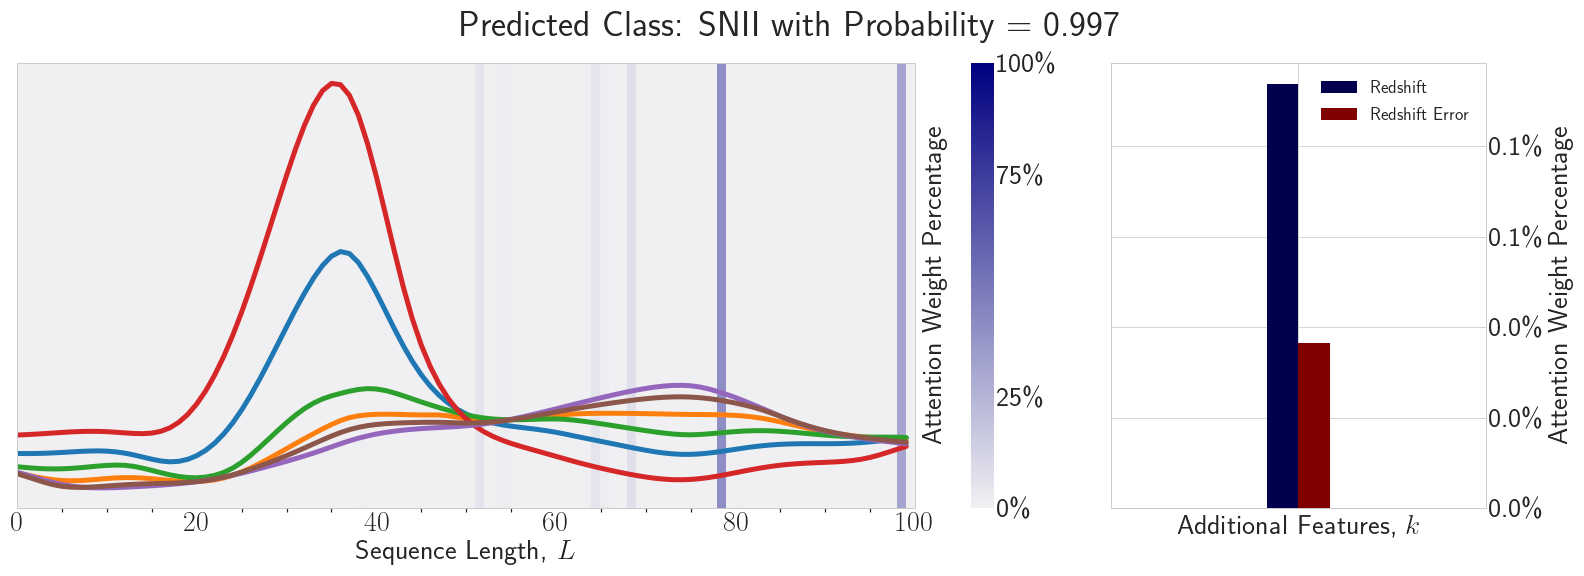 Predicted Class: SNII with Probability = 0.997
0
20
40
60
80
100
Sequence Length, L
100%
75%
25%
0%
Attention Weight Percentage
Redshift
Redshift Error
0.1%
0.1%
0.0%
0.0%
0.0%
Attention Weight Percentage
Additional Features, k